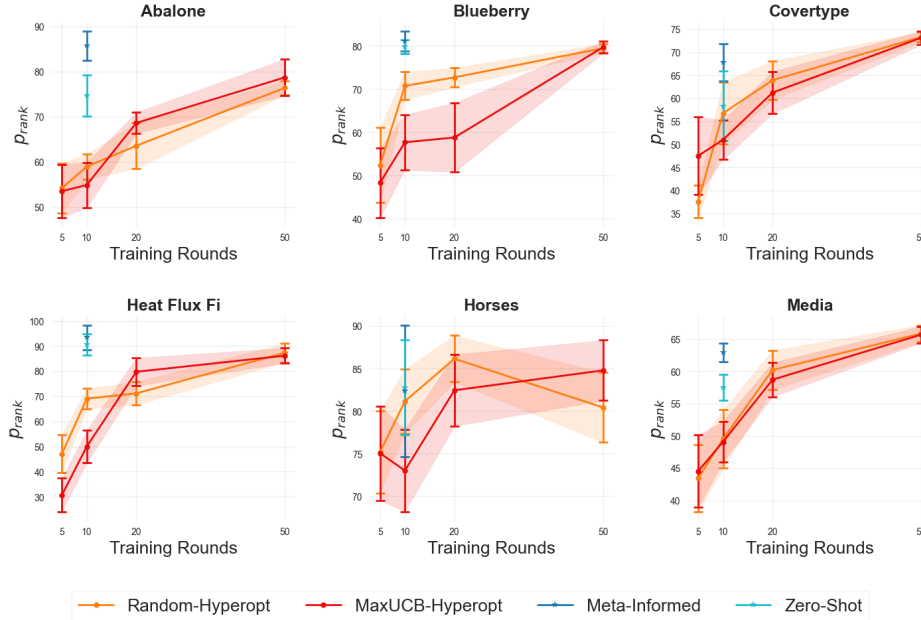 Abalone
Blueberry
Covertype
90
80
70
60
50
p_rank
5 10 20 50
Training Rounds
80
70
60
50
40
p_rank
5 10 20 50
Training Rounds
75
70
65
60
55
50
45
40
35
p_rank
5 10 20
Training Rounds
Heat Flux Fi
Horses
Media
100
90
80
70
60
50
40
30
p_rank
5 10 20 50
Training Rounds
90
85
80
75
70
p_rank
5 10 20 50
Training Rounds
65
60
55
50
45
40
p_rank
5 10 20
Training Rounds
Random-Hyperopt MaxUCB-Hyperopt Meta-Informed Zero-Shot